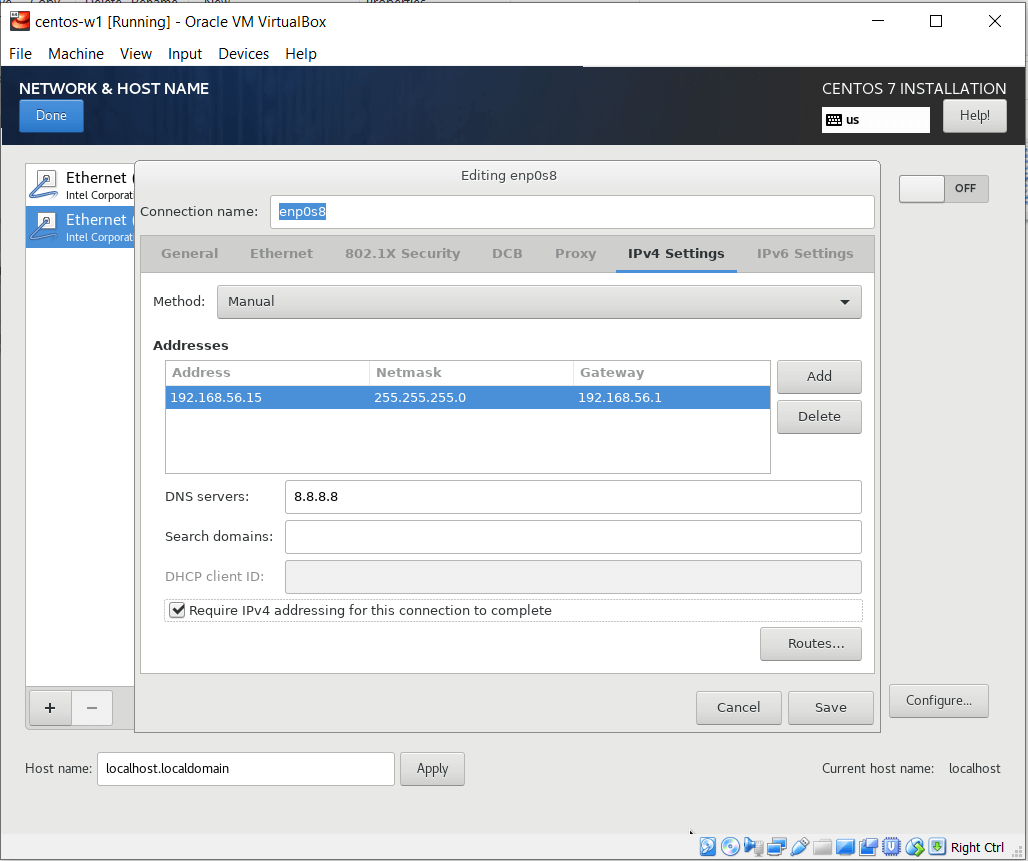 centos-w1 [Running] - Oracle VM VirtualBox
File Machine View Input Devices Help
NETWORK & HOST NAME
CENTOS 7 INSTALLATION
Done
us
Help!
Ethernet (
Intel Corporat
Ethernet (
Intel Corporat
OFF
Editing enp0s8
Connection name: enp0s8
General Ethernet 802.1X Security DCB Proxy IPv4 Settings IPv6 Settings
Method: Manual
Addresses
Address Netmask Gateway
192.168.56.15 255.255.255.0 192.168.56.1
Add
Delete
DNS servers: 8.8.8.8
Search domains:
DHCP client ID:
Require IPv4 addressing for this connection to complete
Routes...
Cancel Save
+ −
Configure...
Host name: localhost.localdomain Apply
Current host name: localhost
Right Ctrl